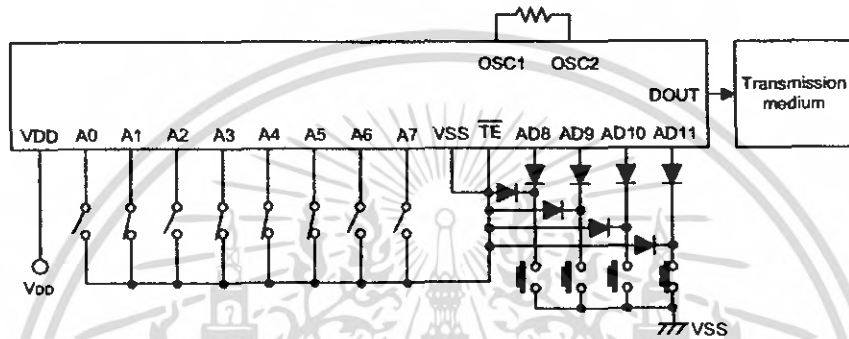 OSC1 OSC2
DOUT
Transmission
medium
VDD A0 A1 A2 A3 A4 A5 A6 A7 VSS TE AD8 AD9 AD10 AD11
VDD
VSS